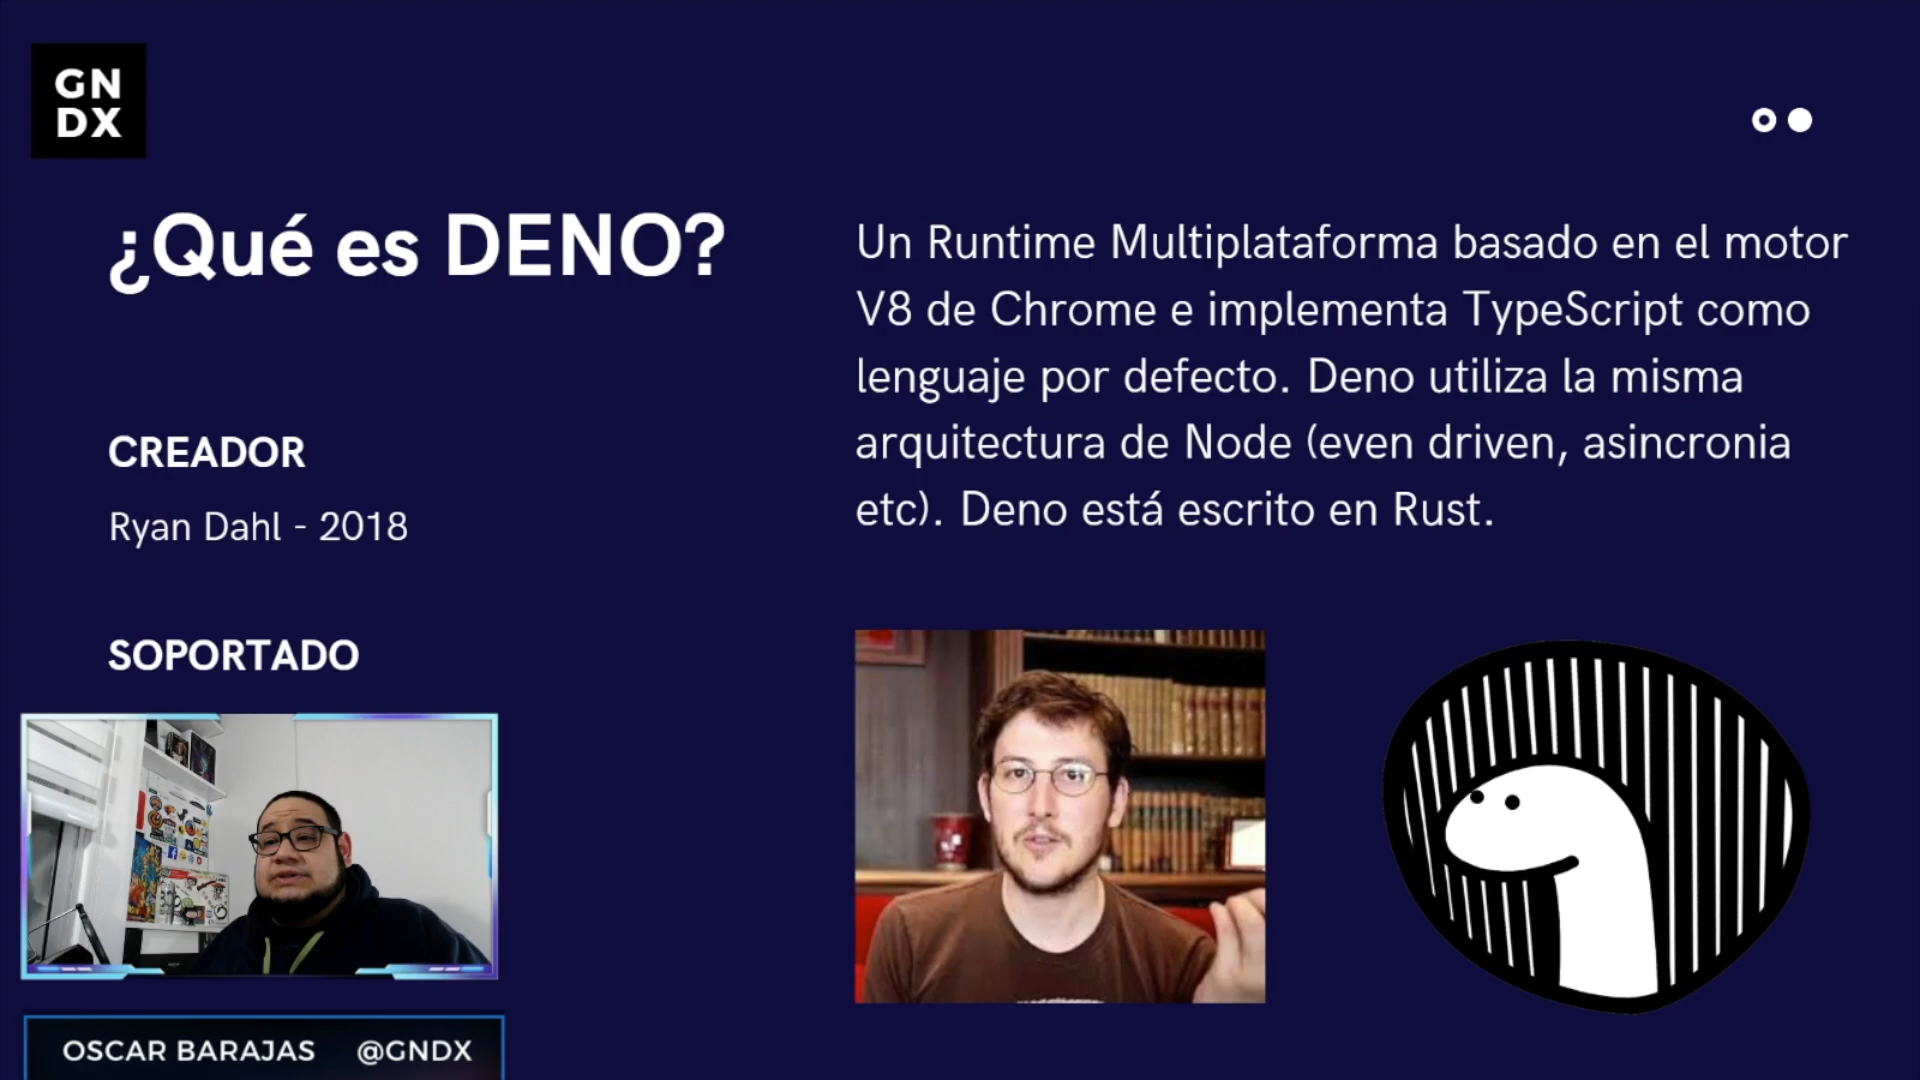 GN
DX
¿Qué es DENO?
CREADOR
Ryan Dahl - 2018
SOPORTADO
Un Runtime Multiplataforma basado en el motor
V8 de Chrome e implementa TypeScript como
lenguaje por defecto. Deno utiliza la misma
arquitectura de Node (even driven, asincronia
etc). Deno está escrito en Rust.
OSCAR BARAJAS @GNDX